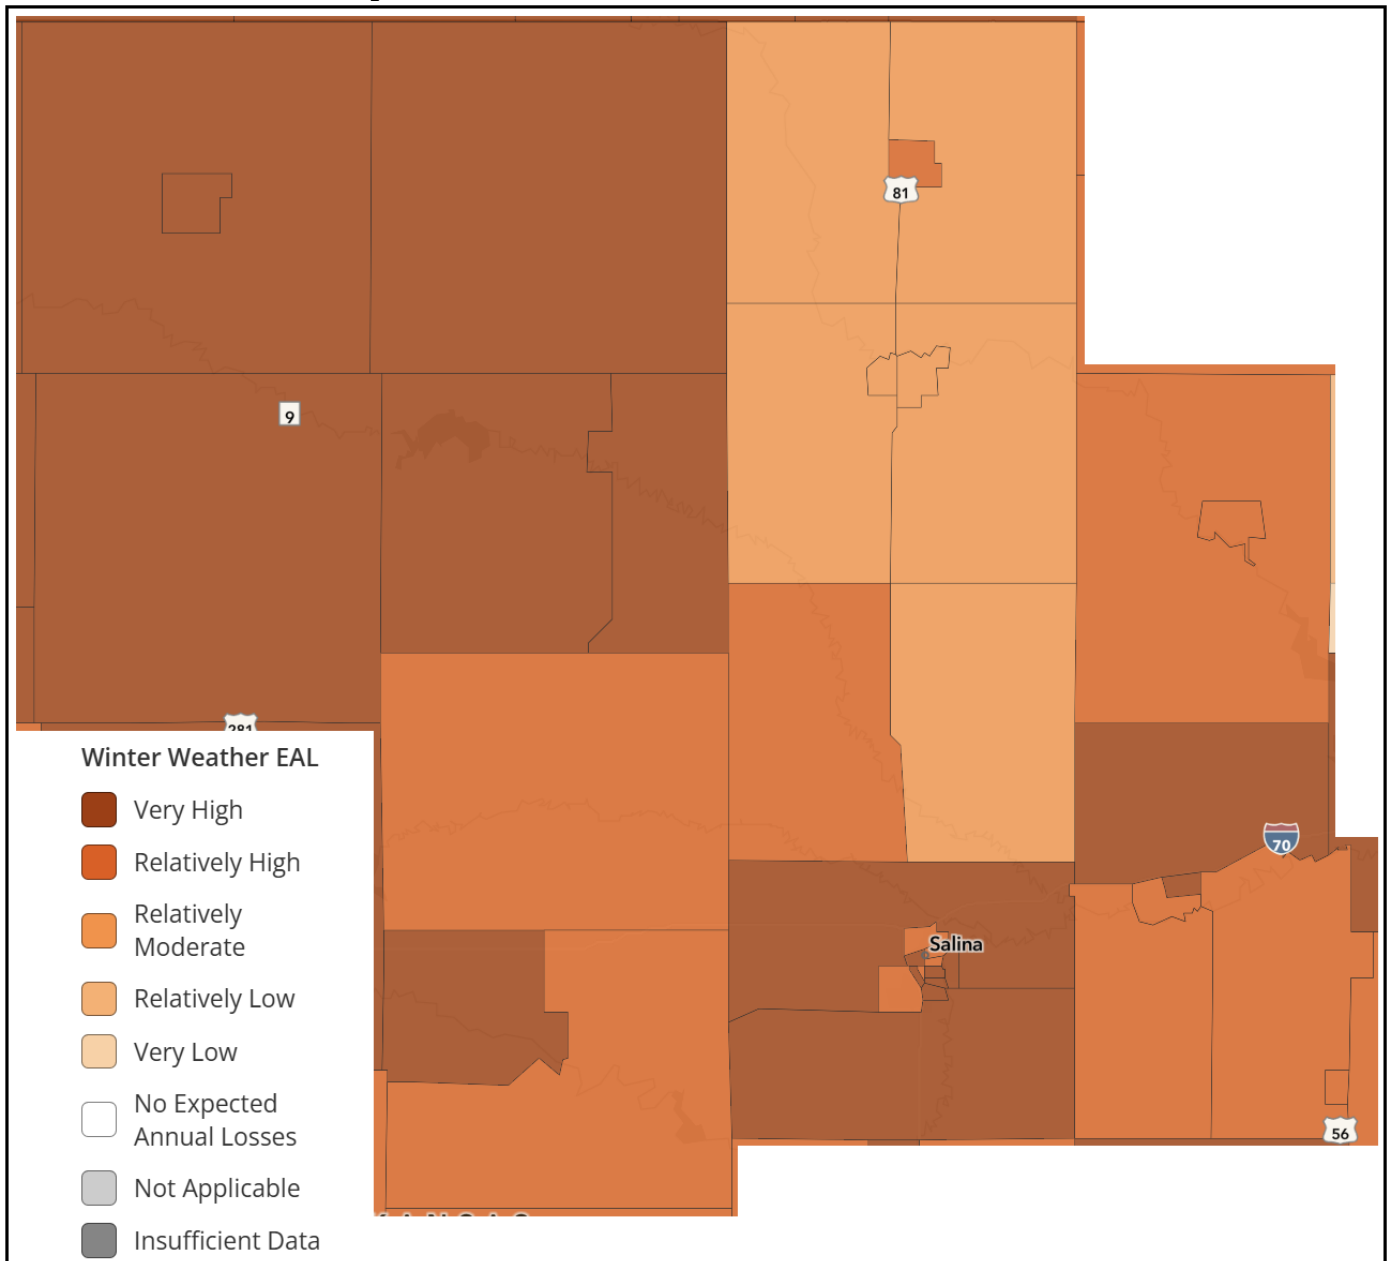 81
9
281
Winter Weather EAL
Very High
Relatively High
Relatively
Moderate
Relatively Low
Very Low
No Expected
Annual Losses
Not Applicable
Insufficient Data
70
Salina
56